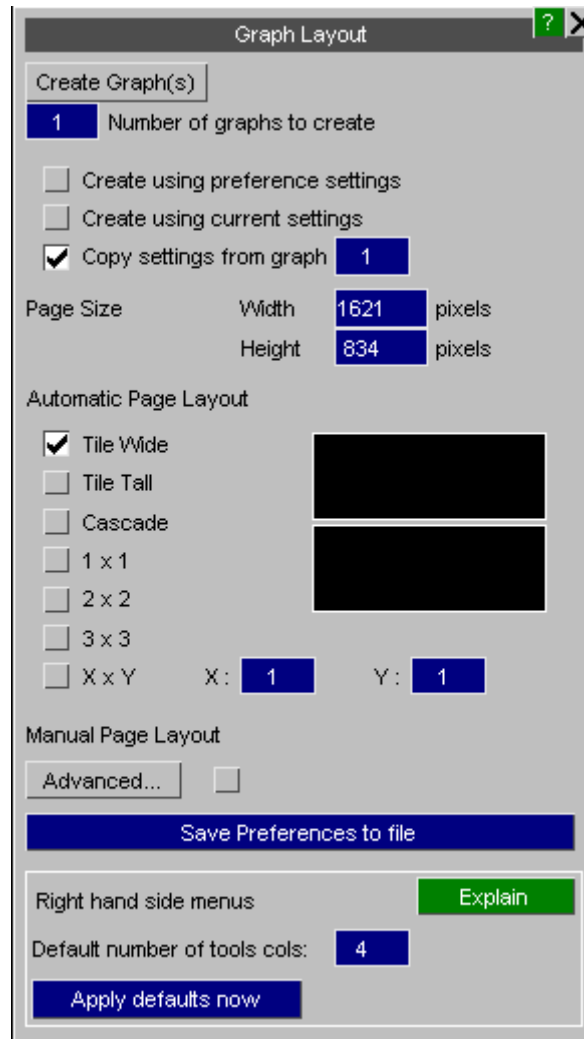 Graph Layout ? X
Create Graph(s)
1 Number of graphs to create
Create using preference settings
Create using current settings
Copy settings from graph 1
Page Size Width 1621 pixels
Height 834 pixels
Automatic Page Layout
Tile Wide
Tile Tall
Cascade
1 x 1
2 x 2
3 x 3
X x Y X : 1 Y : 1
Manual Page Layout
Advanced...
Save Preferences to file
Right hand side menus Explain
Default number of tools cols: 4
Apply defaults now